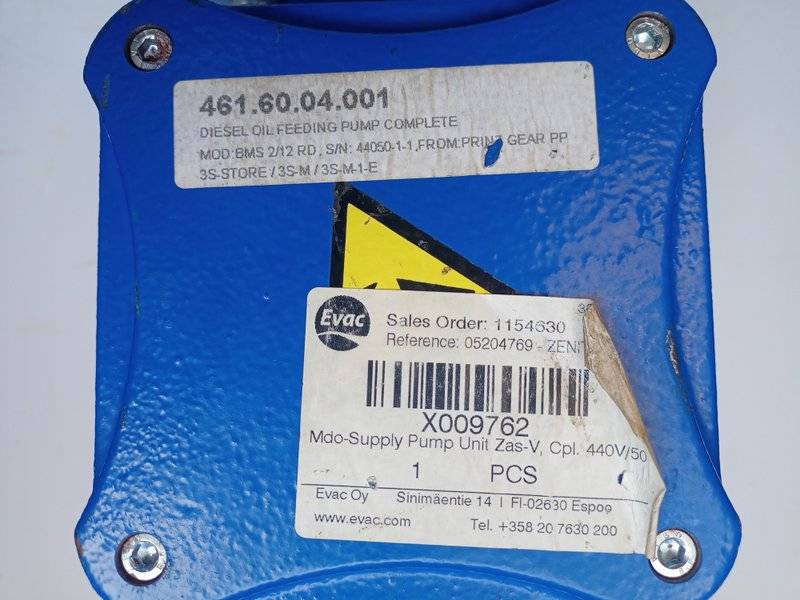 461.60.04.001
DIESEL OIL FEEDING PUMP COMPLETE
MOD:BMS 2/12 RD, S/N: 44050-1-1,FROM:PRINZ GEAR PP
3S-STORE / 3S-M / 3S-M-1-E
Evac
Sales Order: 1154630
Reference: 05204769 - ZENI
X009762
Mdo-Supply Pump Unit Zas-V, Cpl. 440V/50
1 PCS
Evac Oy Sinimäentie 14 | FI-02630 Espoo
www.evac.com Tel. +358 20 7630 200